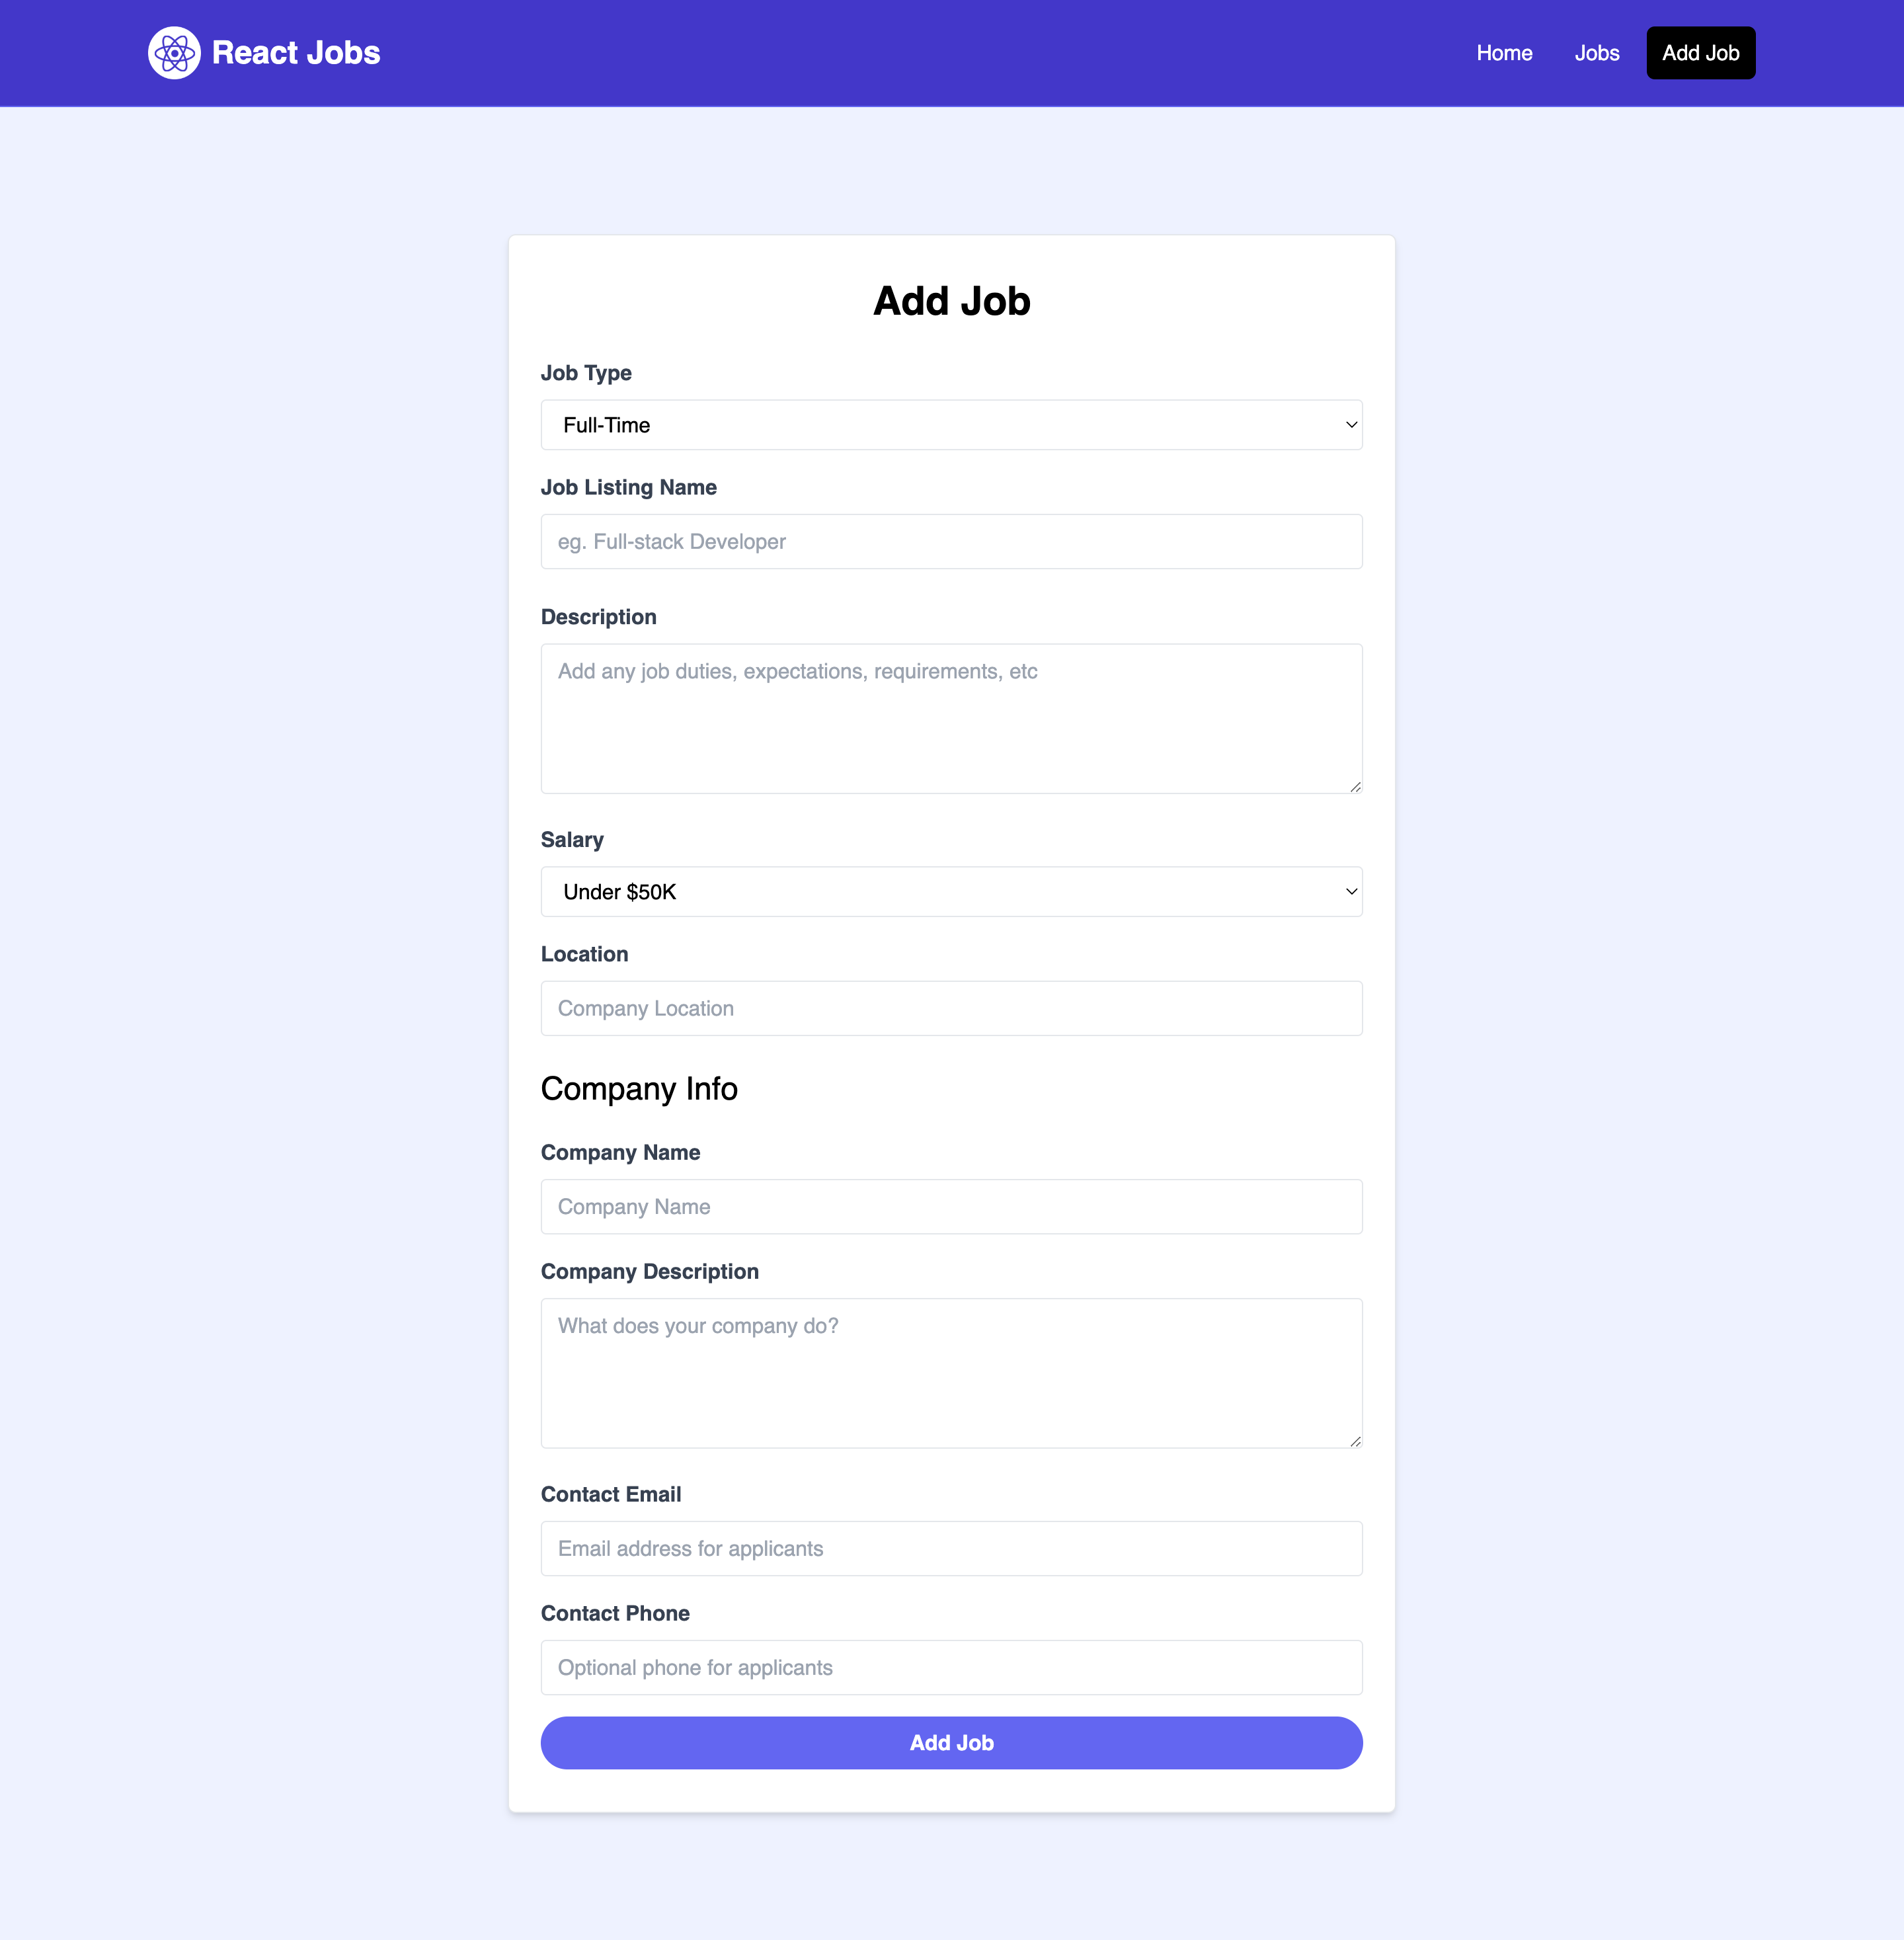 React Jobs
Home Jobs Add Job
Add Job
Job Type
Full-Time
Job Listing Name
eg. Full-stack Developer
Description
Add any job duties, expectations, requirements, etc
Salary
Under $50K
Location
Company Location
Company Info
Company Name
Company Name
Company Description
What does your company do?
Contact Email
Email address for applicants
Contact Phone
Optional phone for applicants
Add Job